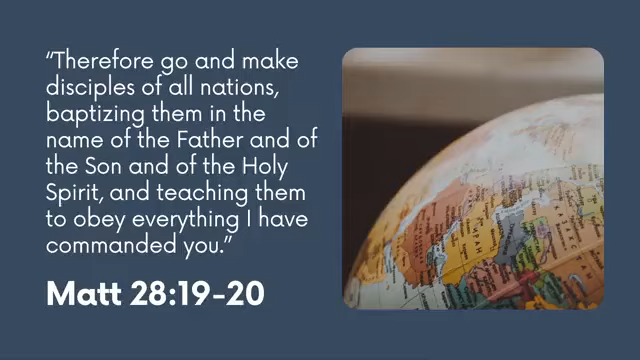 “Therefore go and make
disciples of all nations,
baptizing them in the
name of the Father and of
the Son and of the Holy
Spirit, and teaching them
to obey everything I have
commanded you.”
Matt 28:19-20